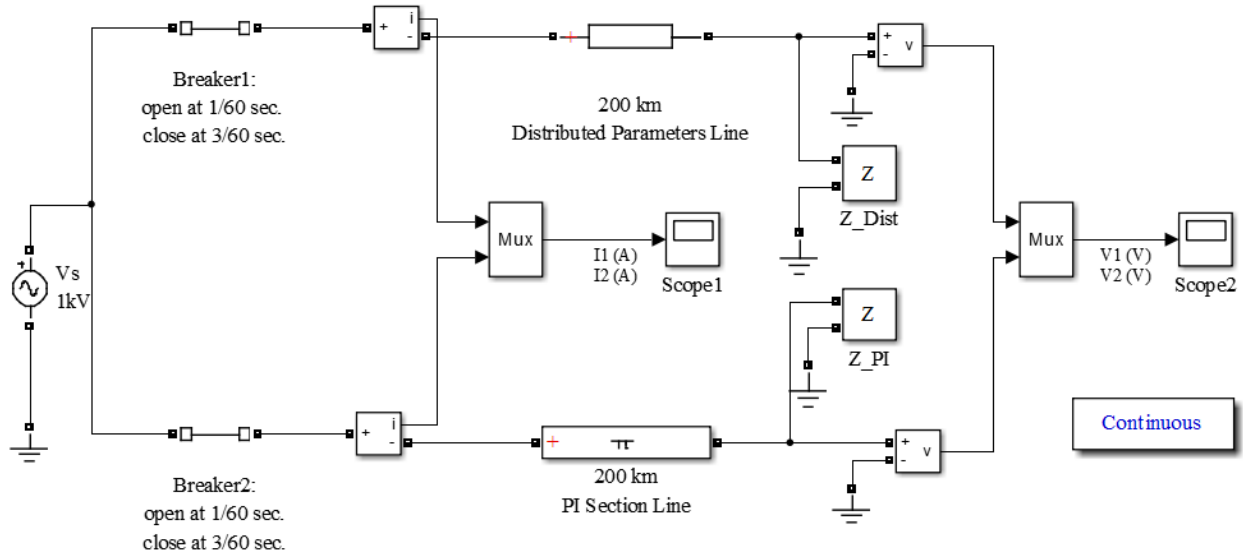 i
+
-
+
+
-
v
Breaker1:
open at 1/60 sec.
close at 3/60 sec.
200 km
Distributed Parameters Line
Z
Z_Dist
Mux
I1 (A)
I2 (A)
Scope1
Mux
V1 (V)
V2 (V)
Scope2
+
Vs
1kV
Z
Z_PI
i
+
-
+
π
+
-
v
Continuous
Breaker2:
open at 1/60 sec.
close at 3/60 sec.
200 km
PI Section Line